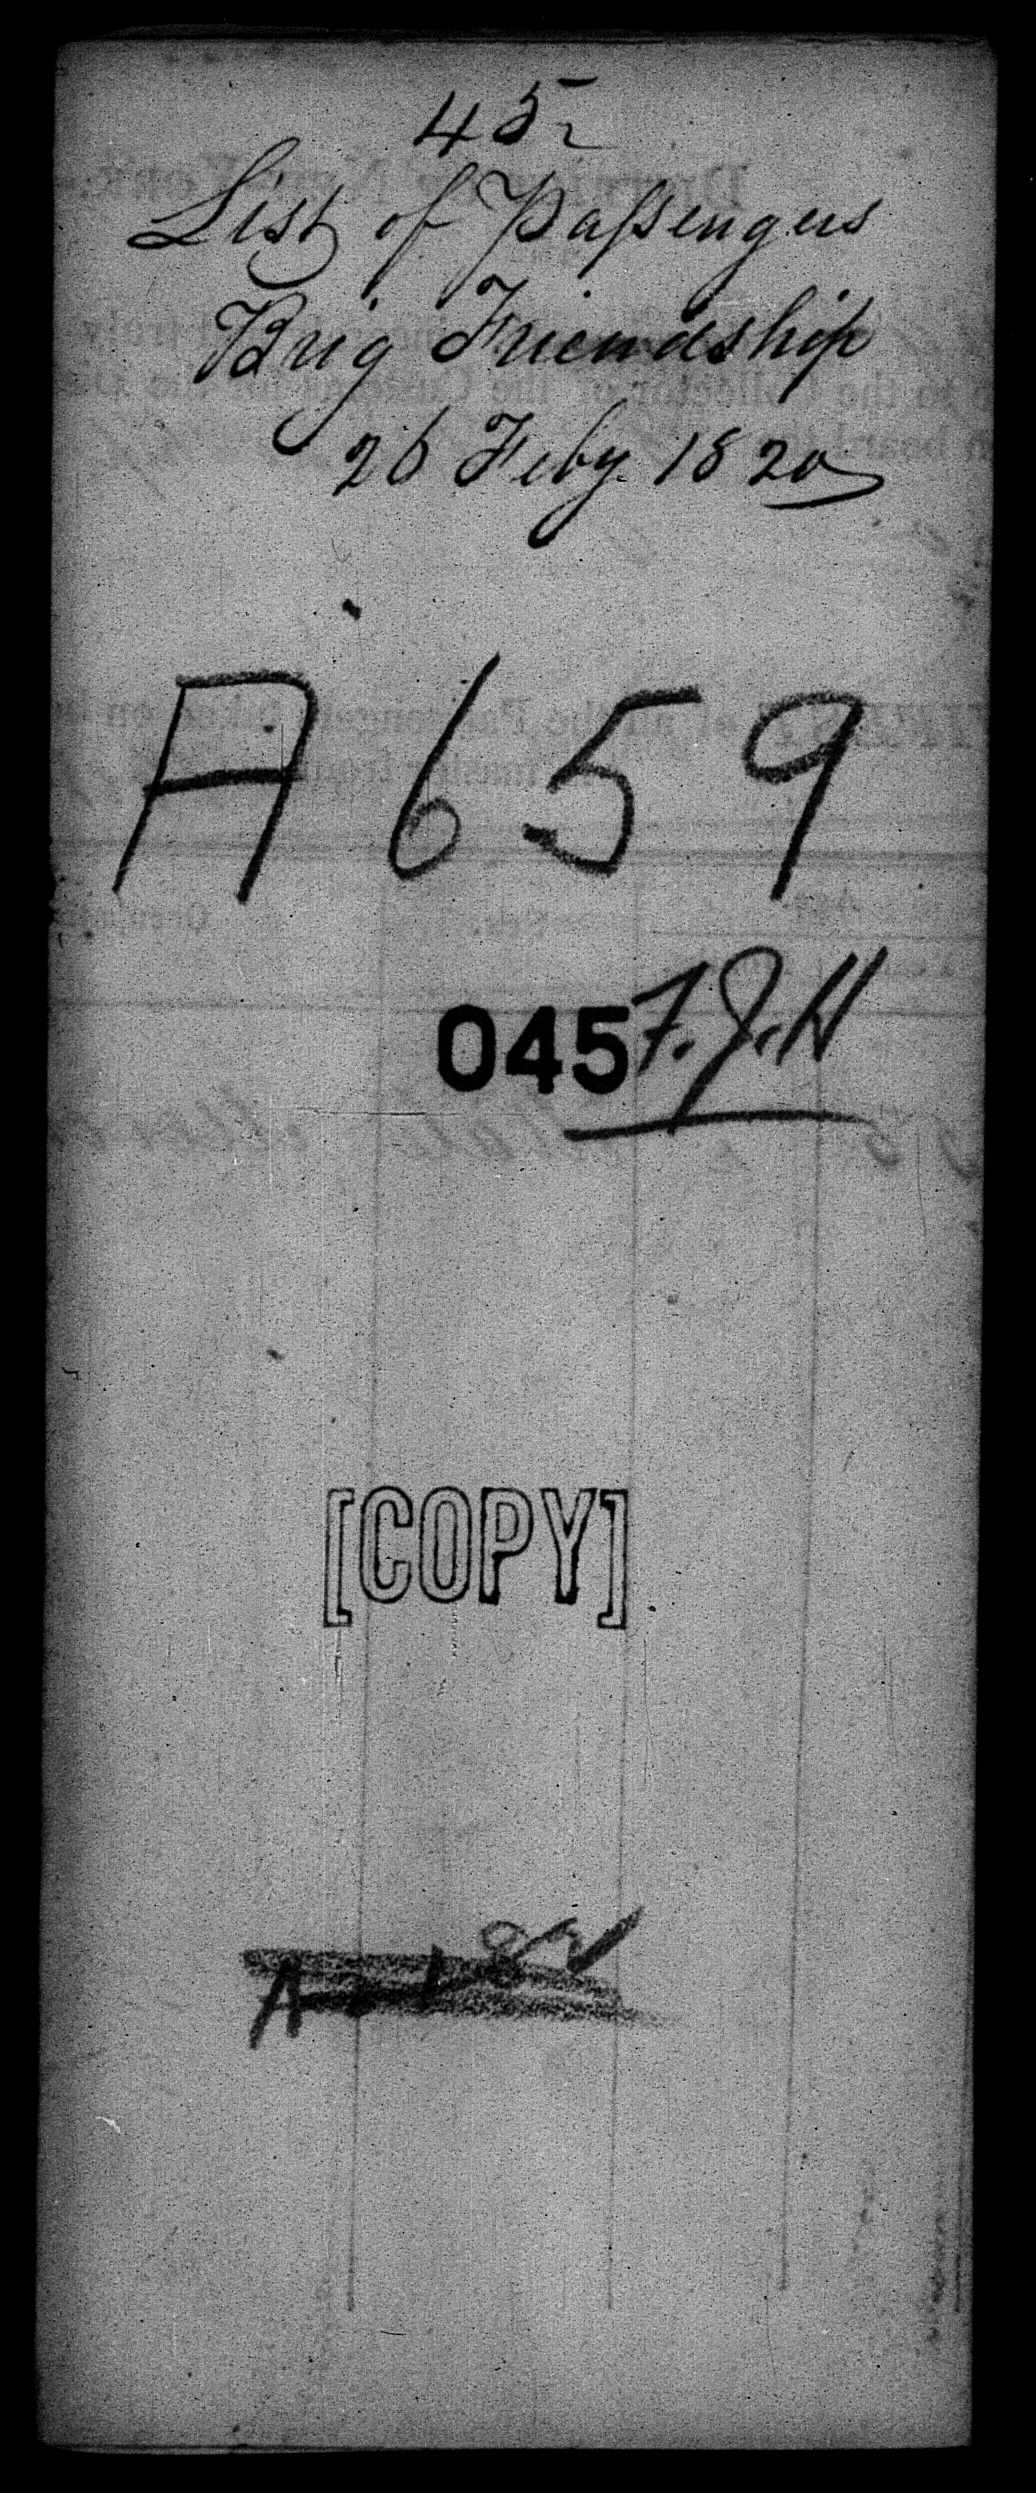 45
List of Paſsengers
Brig Friendship
26 Feby. 1820
A 659
045 F.J.H
[COPY]